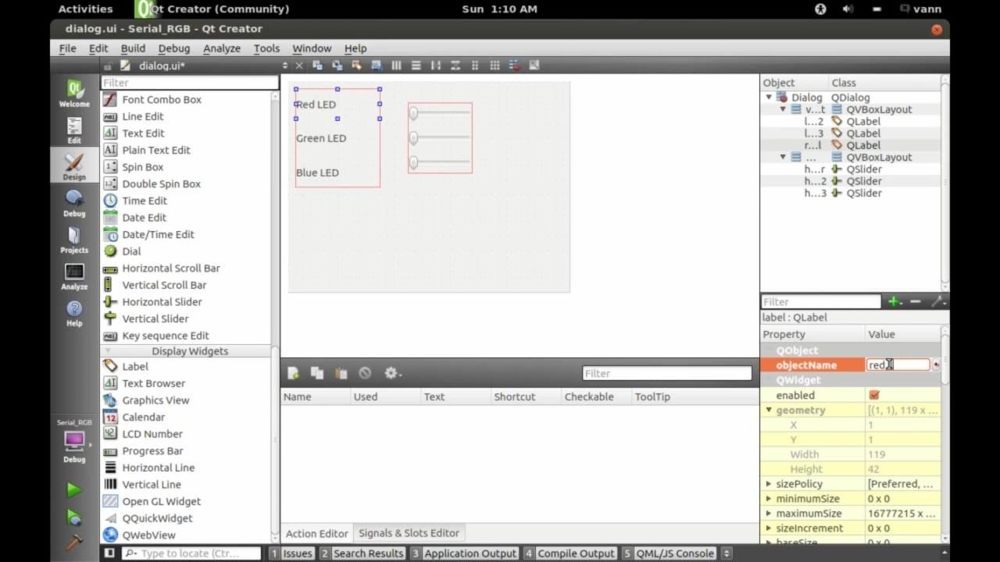 Activities
Qt Creator (Community)
Sun 1:10 AM
vann
dialog.ui - Serial_RGB - Qt Creator
File Edit Build Debug Analyze Tools Window Help
dialog.ui*
Welcome
Edit
Design
Debug
Projects
Analyze
Help
Serial_RGB
Debug
Filter
Font Combo Box
Line Edit
Text Edit
Plain Text Edit
Spin Box
Double Spin Box
Time Edit
Date Edit
Date/Time Edit
Dial
Horizontal Scroll Bar
Vertical Scroll Bar
Horizontal Slider
Vertical Slider
Key sequence Edit
Display Widgets
Label
Text Browser
Graphics View
Calendar
LCD Number
Progress Bar
Horizontal Line
Vertical Line
Open GL Widget
QQuickWidget
QWebView
Red LED
Green LED
Blue LED
Filter
Name Used Text Shortcut Checkable ToolTip
Action Editor Signals & Slots Editor
Object Class
Dialog QDialog
v...t QVBoxLayout
l...2 QLabel
l...3 QLabel
r...l QLabel
... QVBoxLayout
h...r QSlider
h...2 QSlider
h...3 QSlider
Filter
label : QLabel
Property Value
QObject
objectName red
QWidget
enabled
geometry [(1, 1), 119 x ...
X 1
Y 1
Width 119
Height 42
sizePolicy [Preferred, ...
minimumSize 0 x 0
maximumSize 16777215 x ...
sizeIncrement 0 x 0
baseSize 0 x 0
Type to locate (Ctr...
1 Issues 2 Search Results 3 Application Output 4 Compile Output 5 QML/JS Console